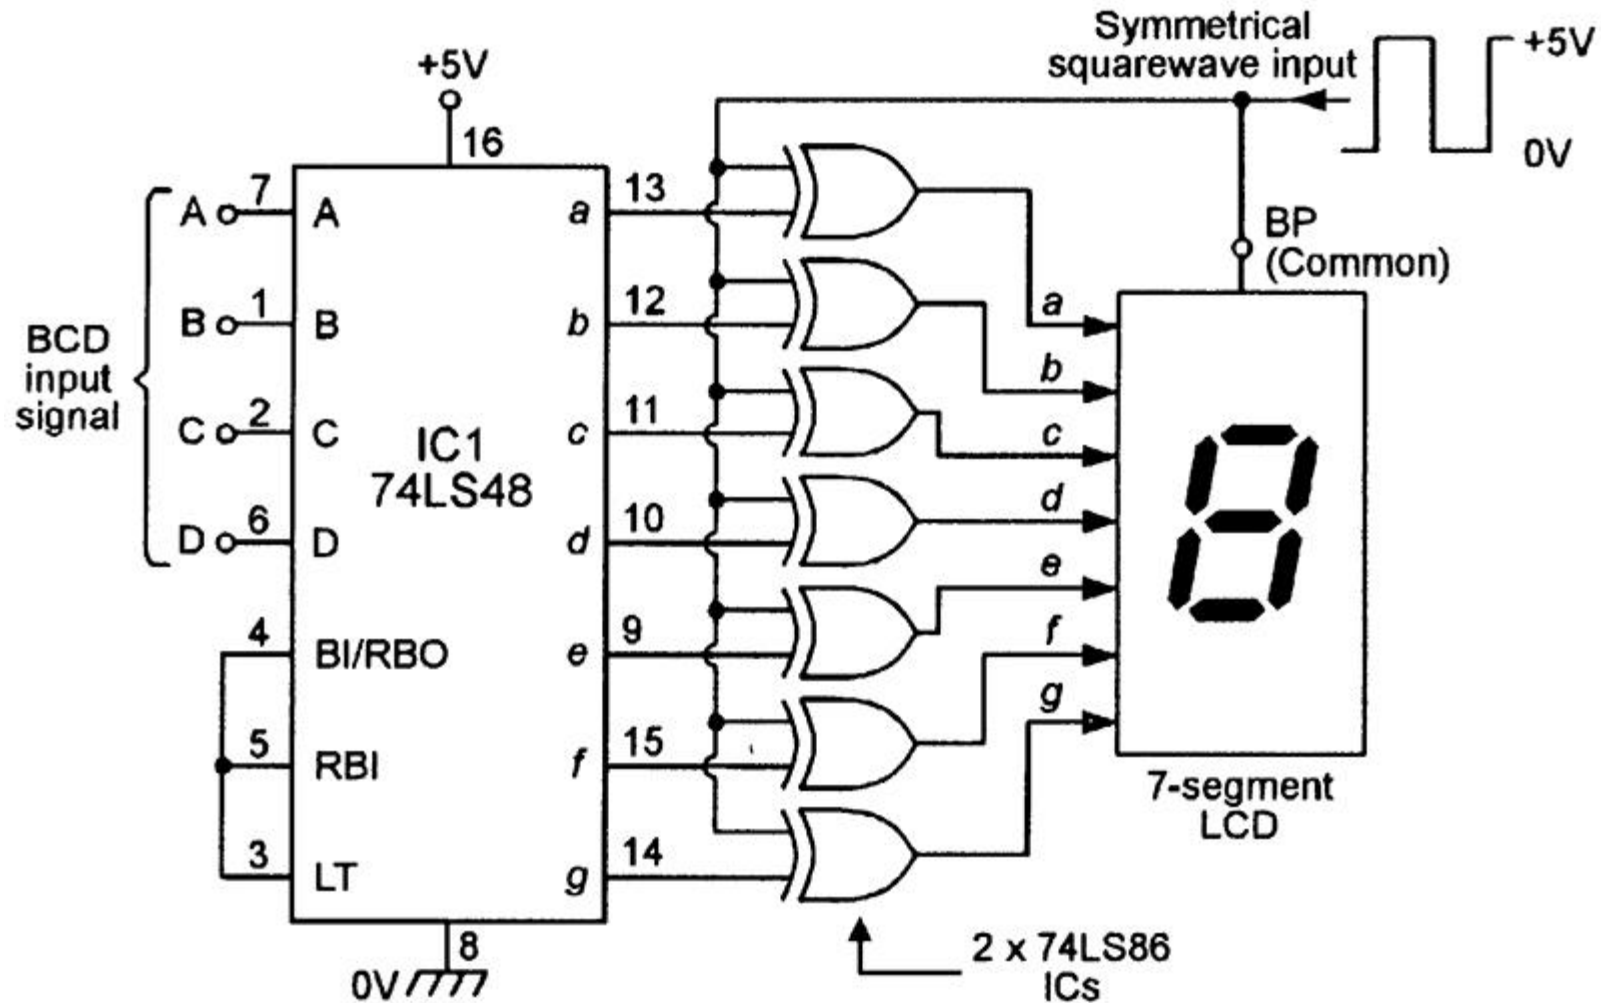 Symmetrical
squarewave input
+5V
0V
+5V
16
BCD
input
signal
A
7
A
B
1
B
C
2
C
D
6
D
4
BI/RBO
5
RBI
3
LT
IC1
74LS48
a
13
b
12
c
11
d
10
e
9
f
15
g
14
8
0V
BP
(Common)
a
b
c
d
e
f
g
7-segment
LCD
2 x 74LS86
ICs